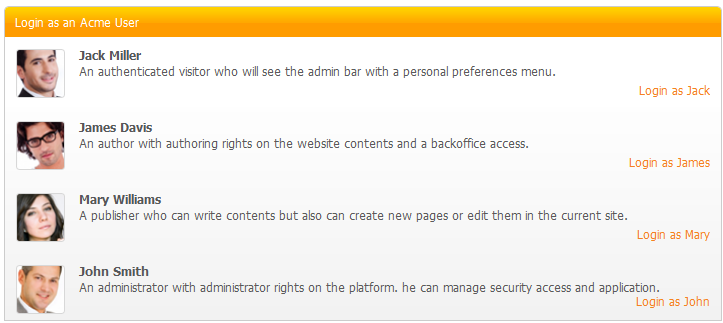 Login as an Acme User
Jack Miller
An authenticated visitor who will see the admin bar with a personal preferences menu.
Login as Jack
James Davis
An author with authoring rights on the website contents and a backoffice access.
Login as James
Mary Williams
A publisher who can write contents but also can create new pages or edit them in the current site.
Login as Mary
John Smith
An administrator with administrator rights on the platform. he can manage security access and application.
Login as John